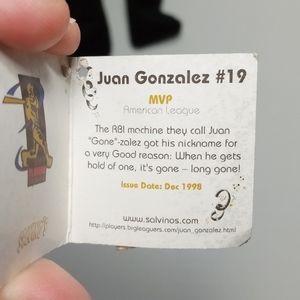 Juan Gonzalez #19
MVP
American League
The RBI machine they call Juan
"Gone"-zalez got his nickname for
a very Good reason: When he gets
hold of one, it's gone – long gone!
Issue Date: Dec 1998
www.salvinos.com
http://players.bigleaguers.com/juan_gonzalez.html